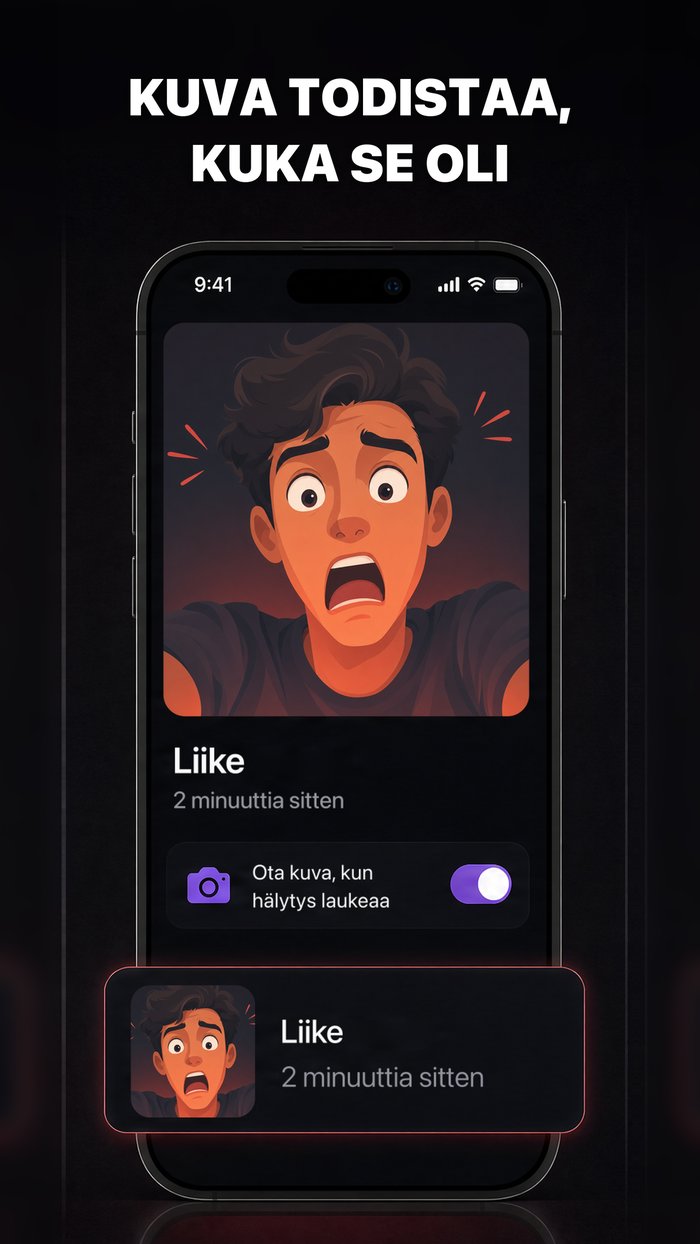 KUVA TODISTAA,
KUKA SE OLI
9:41
Liike
2 minuuttia sitten
Ota kuva, kun
hälytys laukeaa
Liike
2 minuuttia sitten